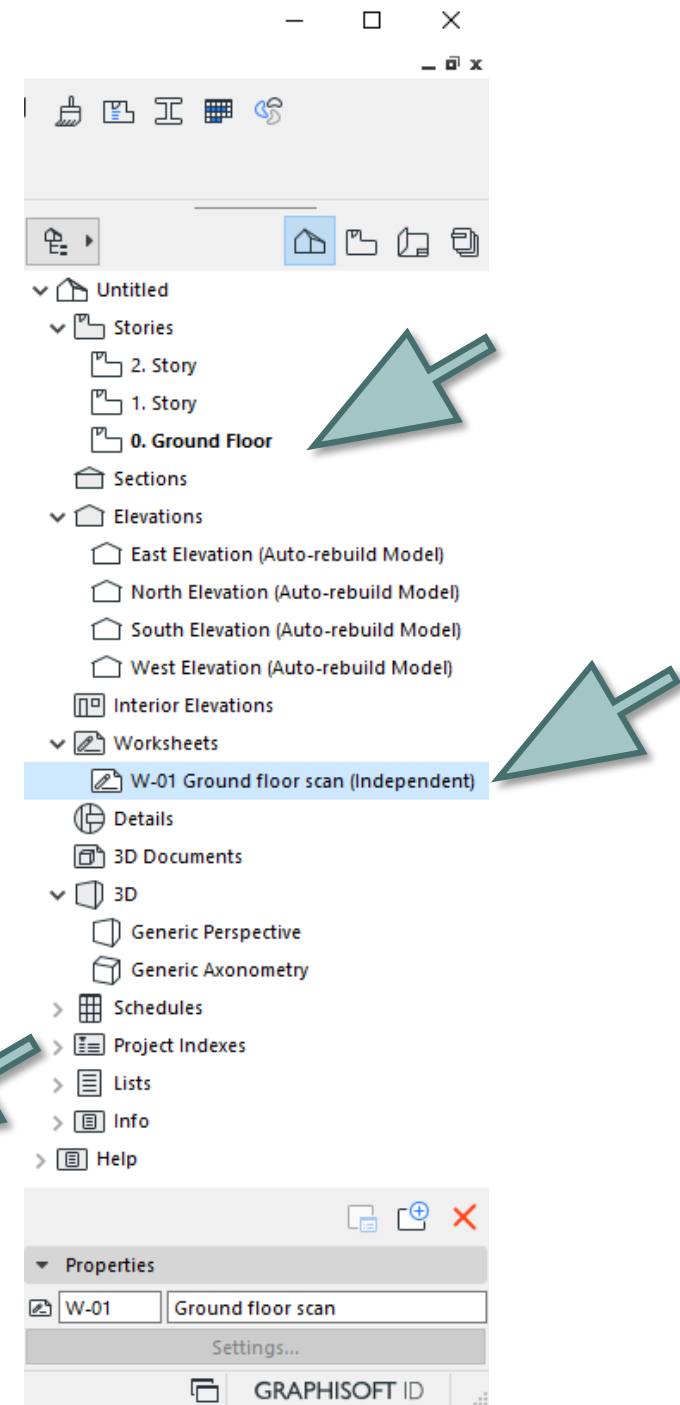 Untitled
Stories
2. Story
1. Story
0. Ground Floor
Sections
Elevations
East Elevation (Auto-rebuild Model)
North Elevation (Auto-rebuild Model)
South Elevation (Auto-rebuild Model)
West Elevation (Auto-rebuild Model)
Interior Elevations
Worksheets
W-01 Ground floor scan (Independent)
Details
3D Documents
3D
Generic Perspective
Generic Axonometry
Schedules
Project Indexes
Lists
Info
Help
Properties
W-01 Ground floor scan
Settings...
GRAPHISOFT ID